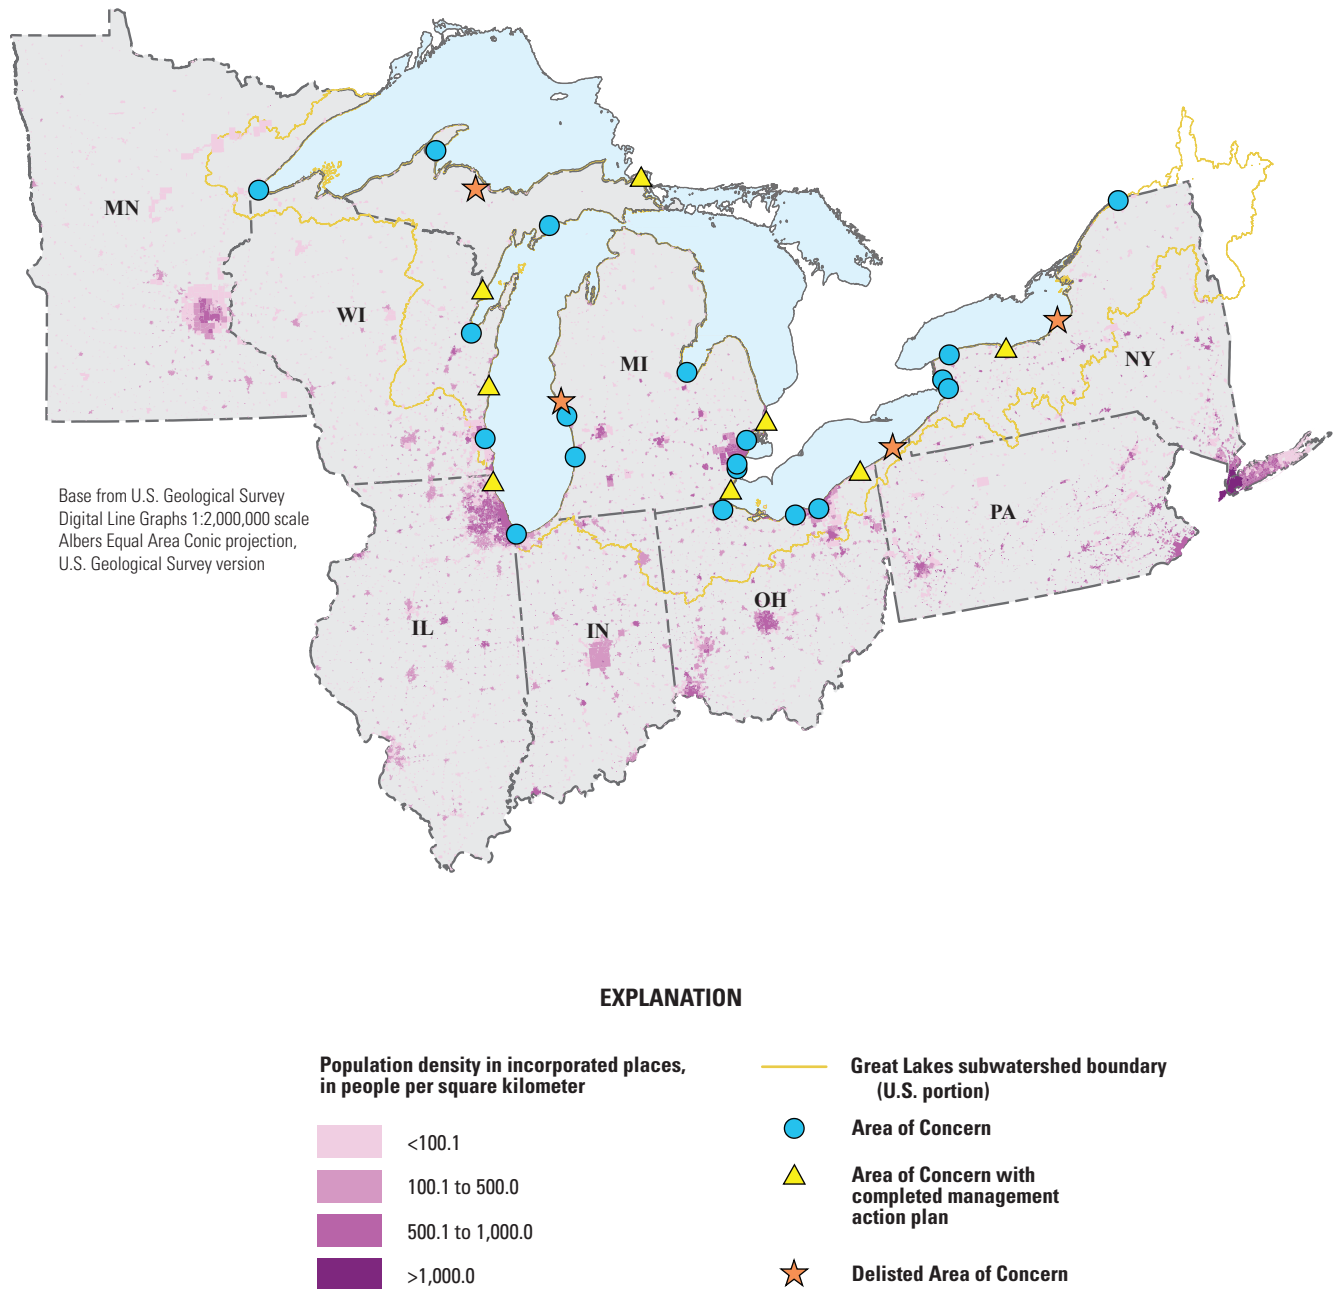 MN
WI
MI
NY
PA
OH
IL
IN
Base from U.S. Geological Survey
Digital Line Graphs 1:2,000,000 scale
Albers Equal Area Conic projection,
U.S. Geological Survey version
EXPLANATION
Population density in incorporated places,
in people per square kilometer
<100.1
100.1 to 500.0
500.1 to 1,000.0
>1,000.0
Great Lakes subwatershed boundary
(U.S. portion)
Area of Concern
Area of Concern with
completed management
action plan
Delisted Area of Concern